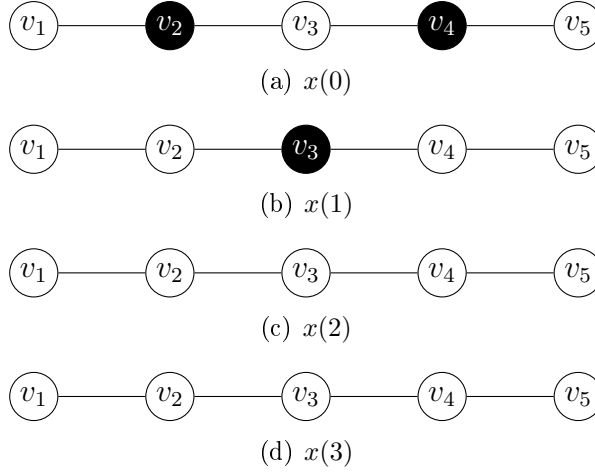 v₁ v₂ v₃ v₄ v₅
(a) x(0)
v₁ v₂ v₃ v₄ v₅
(b) x(1)
v₁ v₂ v₃ v₄ v₅
(c) x(2)
v₁ v₂ v₃ v₄ v₅
(d) x(3)